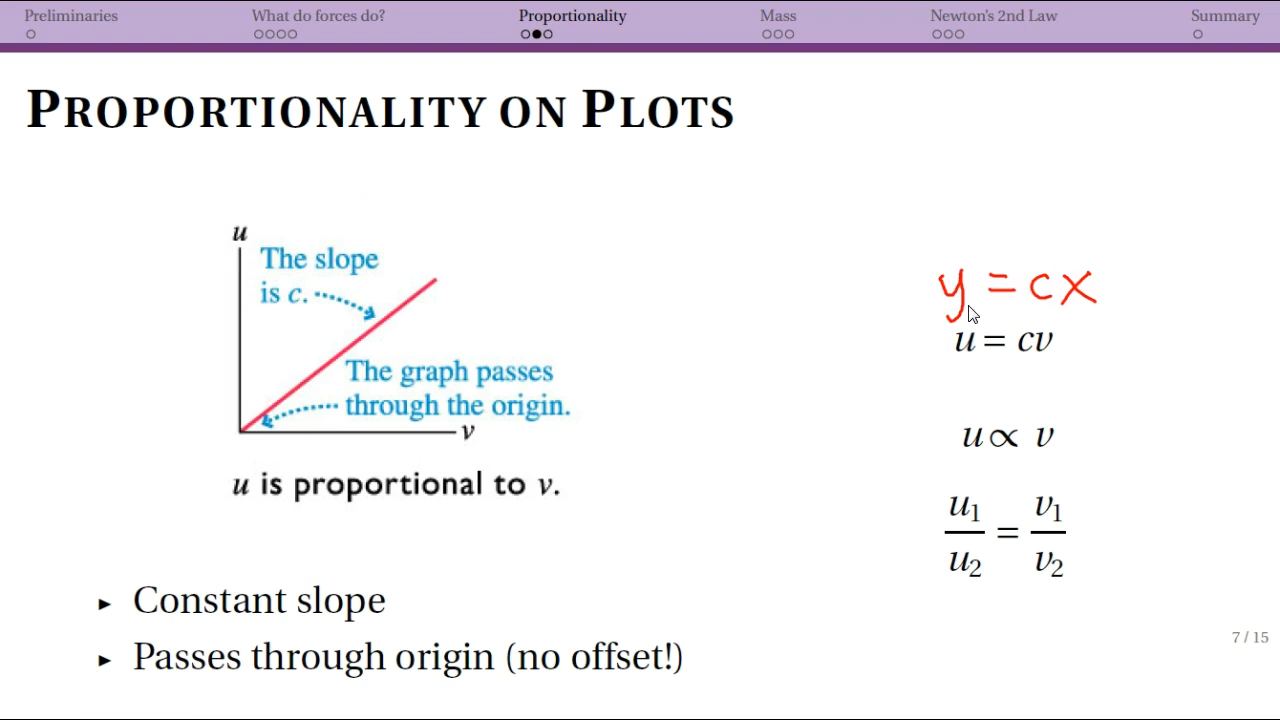 Preliminaries What do forces do? Proportionality Mass Newton's 2nd Law Summary
PROPORTIONALITY ON PLOTS
u
The slope
is c.
The graph passes
through the origin.
v
u is proportional to v.
y = cx
u = cv
u ∝ v
u₁/u₂ = v₁/v₂
▸ Constant slope
▸ Passes through origin (no offset!)
7 / 15